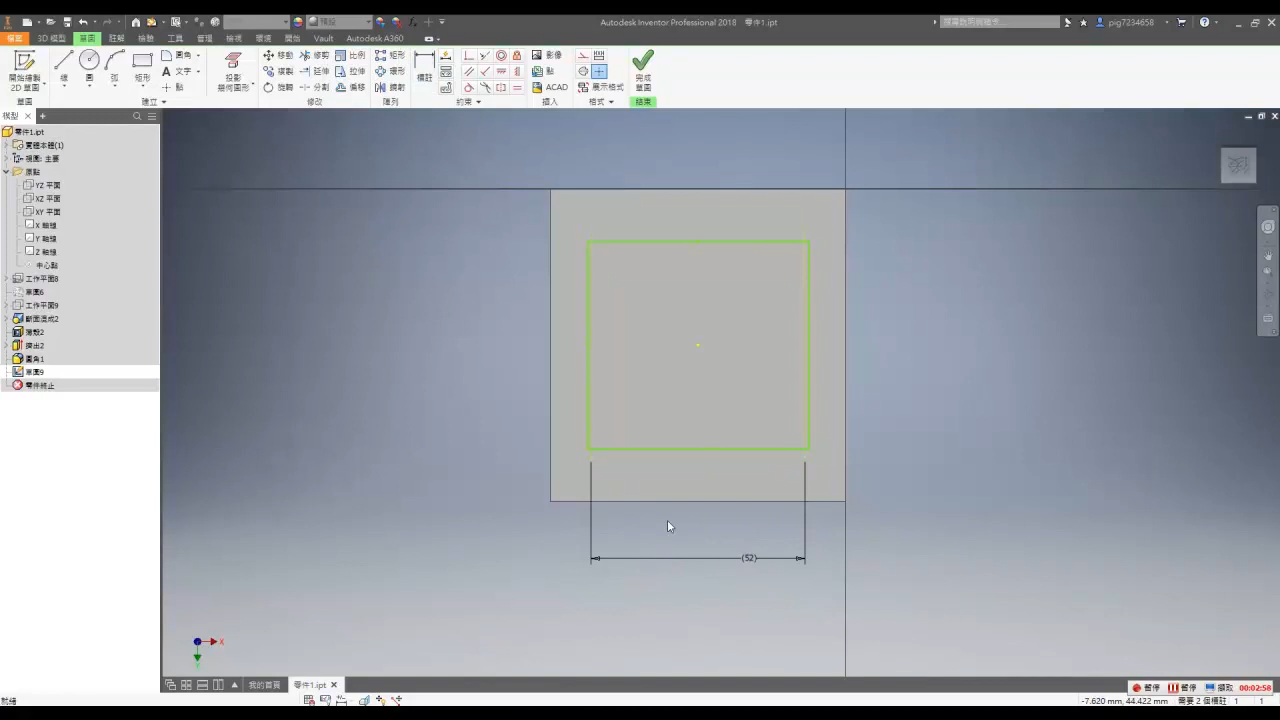 Autodesk Inventor Professional 2018 零件1.ipt
pig7234658
檔案 3D 模型 草圖 註解 檢驗 工具 管理 檢視 環境 開始 Vault Autodesk A360
開始繪製
2D 草圖
線 圓 弧 矩形
圓角
文字
點
投影
幾何圖形
移動 修剪 比例
複製 延伸 拉伸
旋轉 分割 偏移
矩形
環形
鏡射
標註
影像
點
ACAD
展示格式
完成
草圖
草圖 建立 修改 陣列 約束 插入 格式 結束
模型
零件1.ipt
實體本體(1)
視圖: 主要
原點
YZ 平面
XZ 平面
XY 平面
X 軸線
Y 軸線
Z 軸線
中心點
工作平面8
草圖6
工作平面9
斷面混成2
薄殼2
擠出2
圓角1
草圖9
零件終止
(52)
X
Y
我的首頁 零件1.ipt
就緒
暫停 暫停 擷取 00:02:58
-7.620 mm, 44.422 mm 需要 2 個標註 1 1